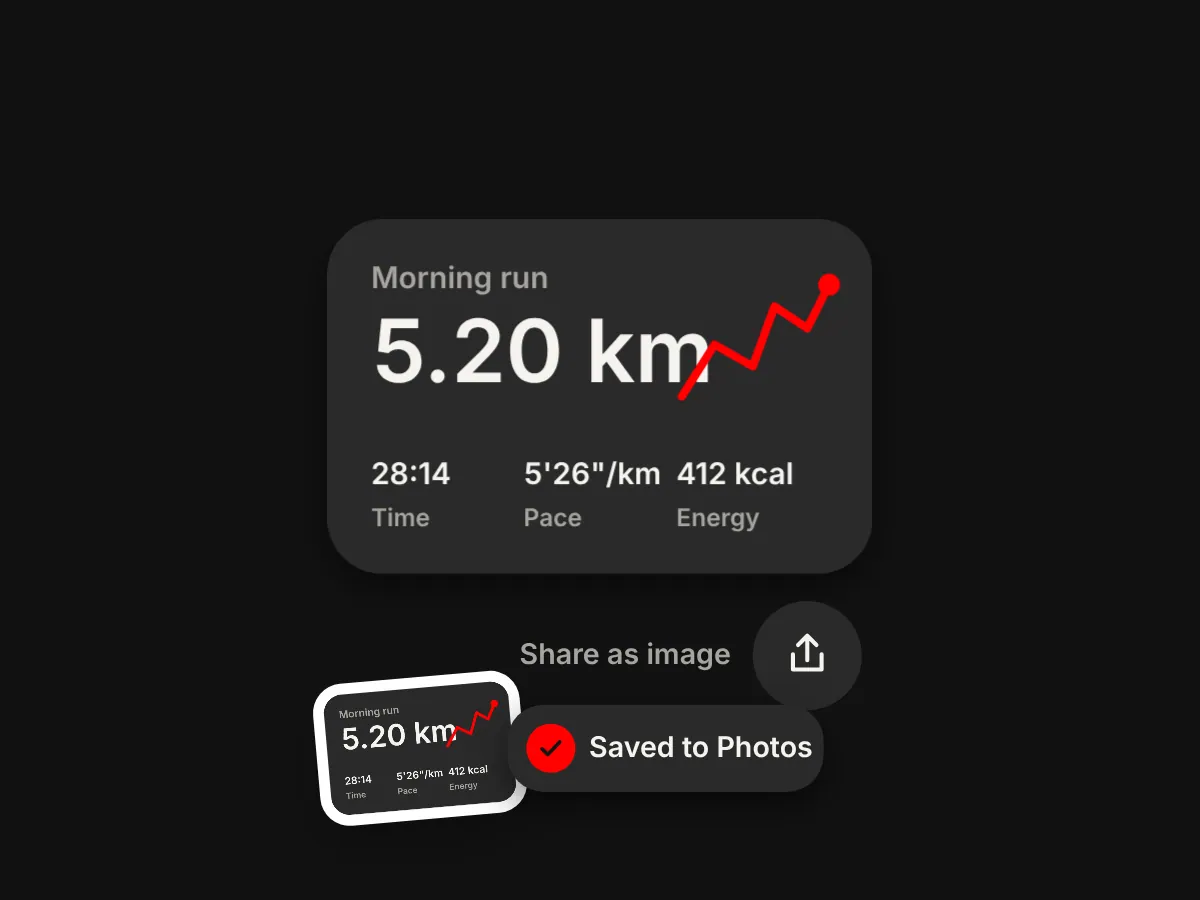 Morning run
5.20 km
28:14 5'26"/km 412 kcal
Time Pace Energy
Share as image
Morning run
5.20 km
28:14 5'26"/km 412 kcal
Time Pace Energy
Saved to Photos